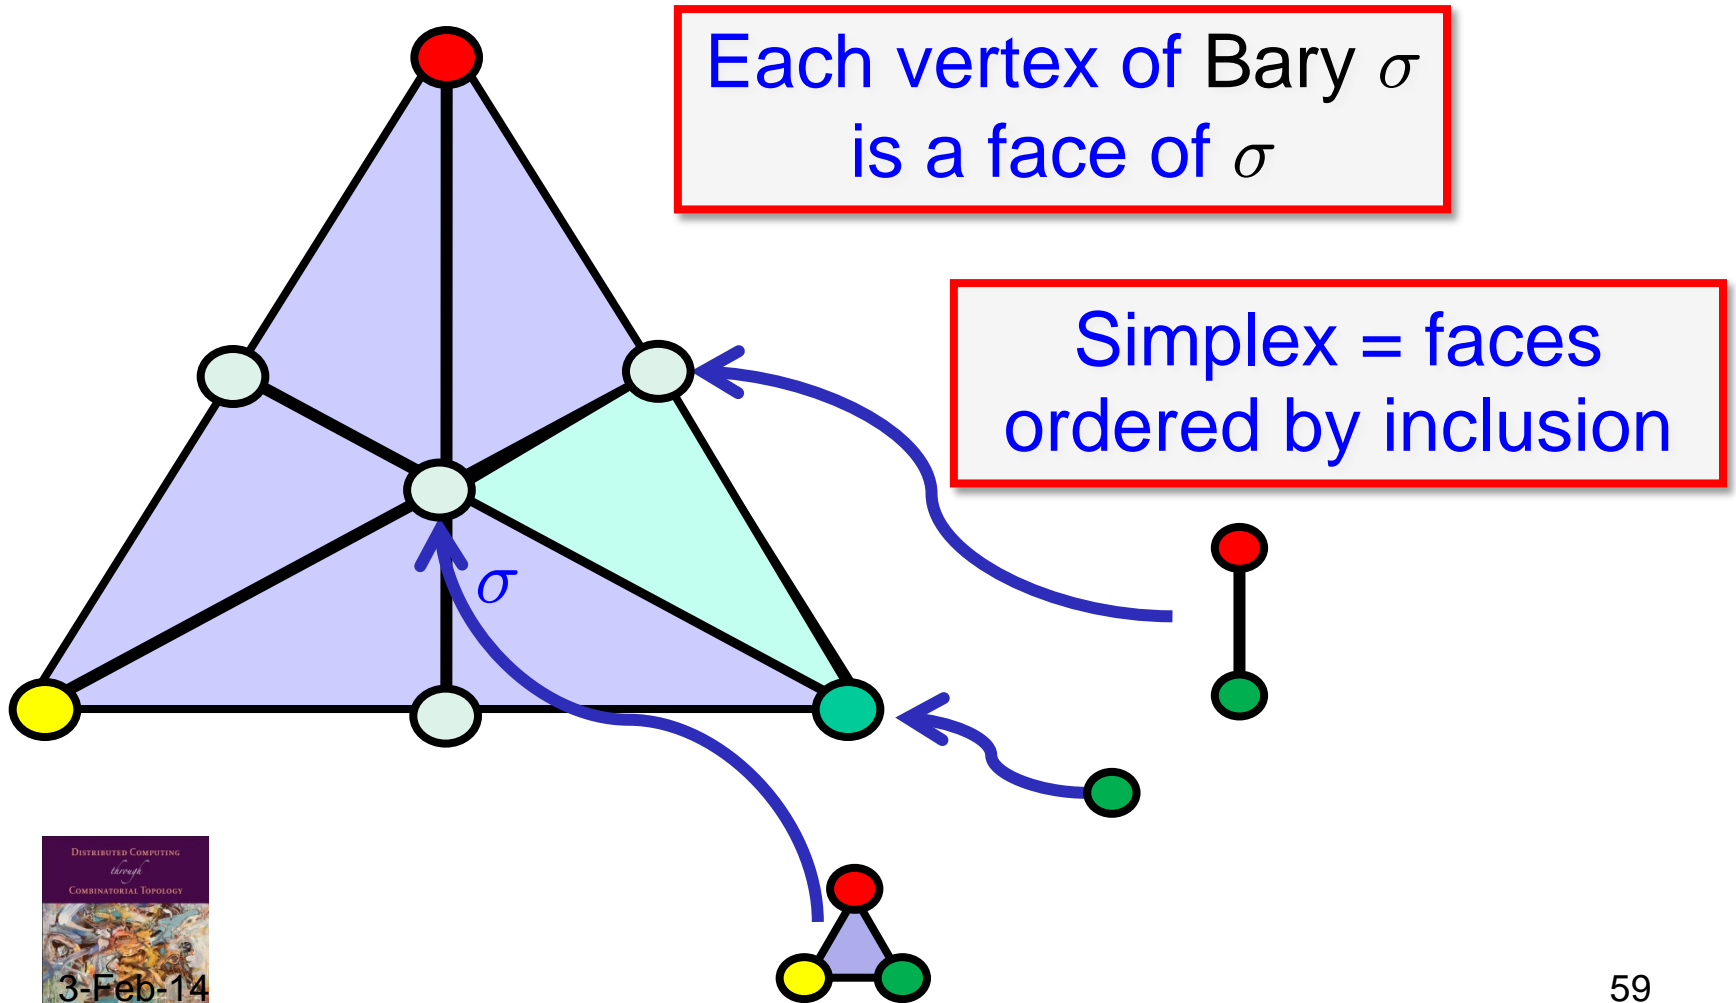 Each vertex of Bary σ
is a face of σ
Simplex = faces
ordered by inclusion
σ
DISTRIBUTED COMPUTING
through
COMBINATORIAL TOPOLOGY
3-Feb-14
59